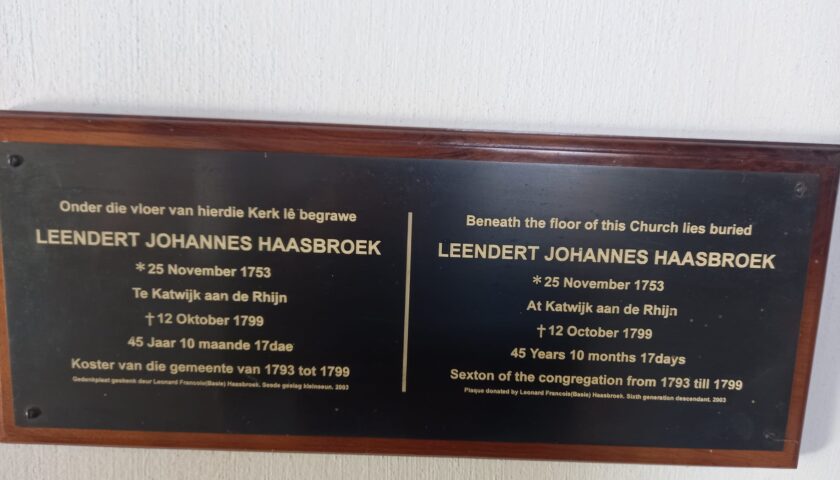 Onder die vloer van hierdie Kerk lê begrawe
LEENDERT JOHANNES HAASBROEK
*25 November 1753
Te Katwijk aan de Rhijn
†12 Oktober 1799
45 Jaar 10 maande 17dae
Koster van die gemeente van 1793 tot 1799
Gedenkplaat geskenk deur Leonard Francois(Basie) Haasbroek. Sesde geslag kleinseun. 2003
Beneath the floor of this Church lies buried
LEENDERT JOHANNES HAASBROEK
*25 November 1753
At Katwijk aan de Rhijn
†12 October 1799
45 Years 10 months 17days
Sexton of the congregation from 1793 till 1799
Plaque donated by Leonard Francois(Basie) Haasbroek. Sixth generation descendant. 2003